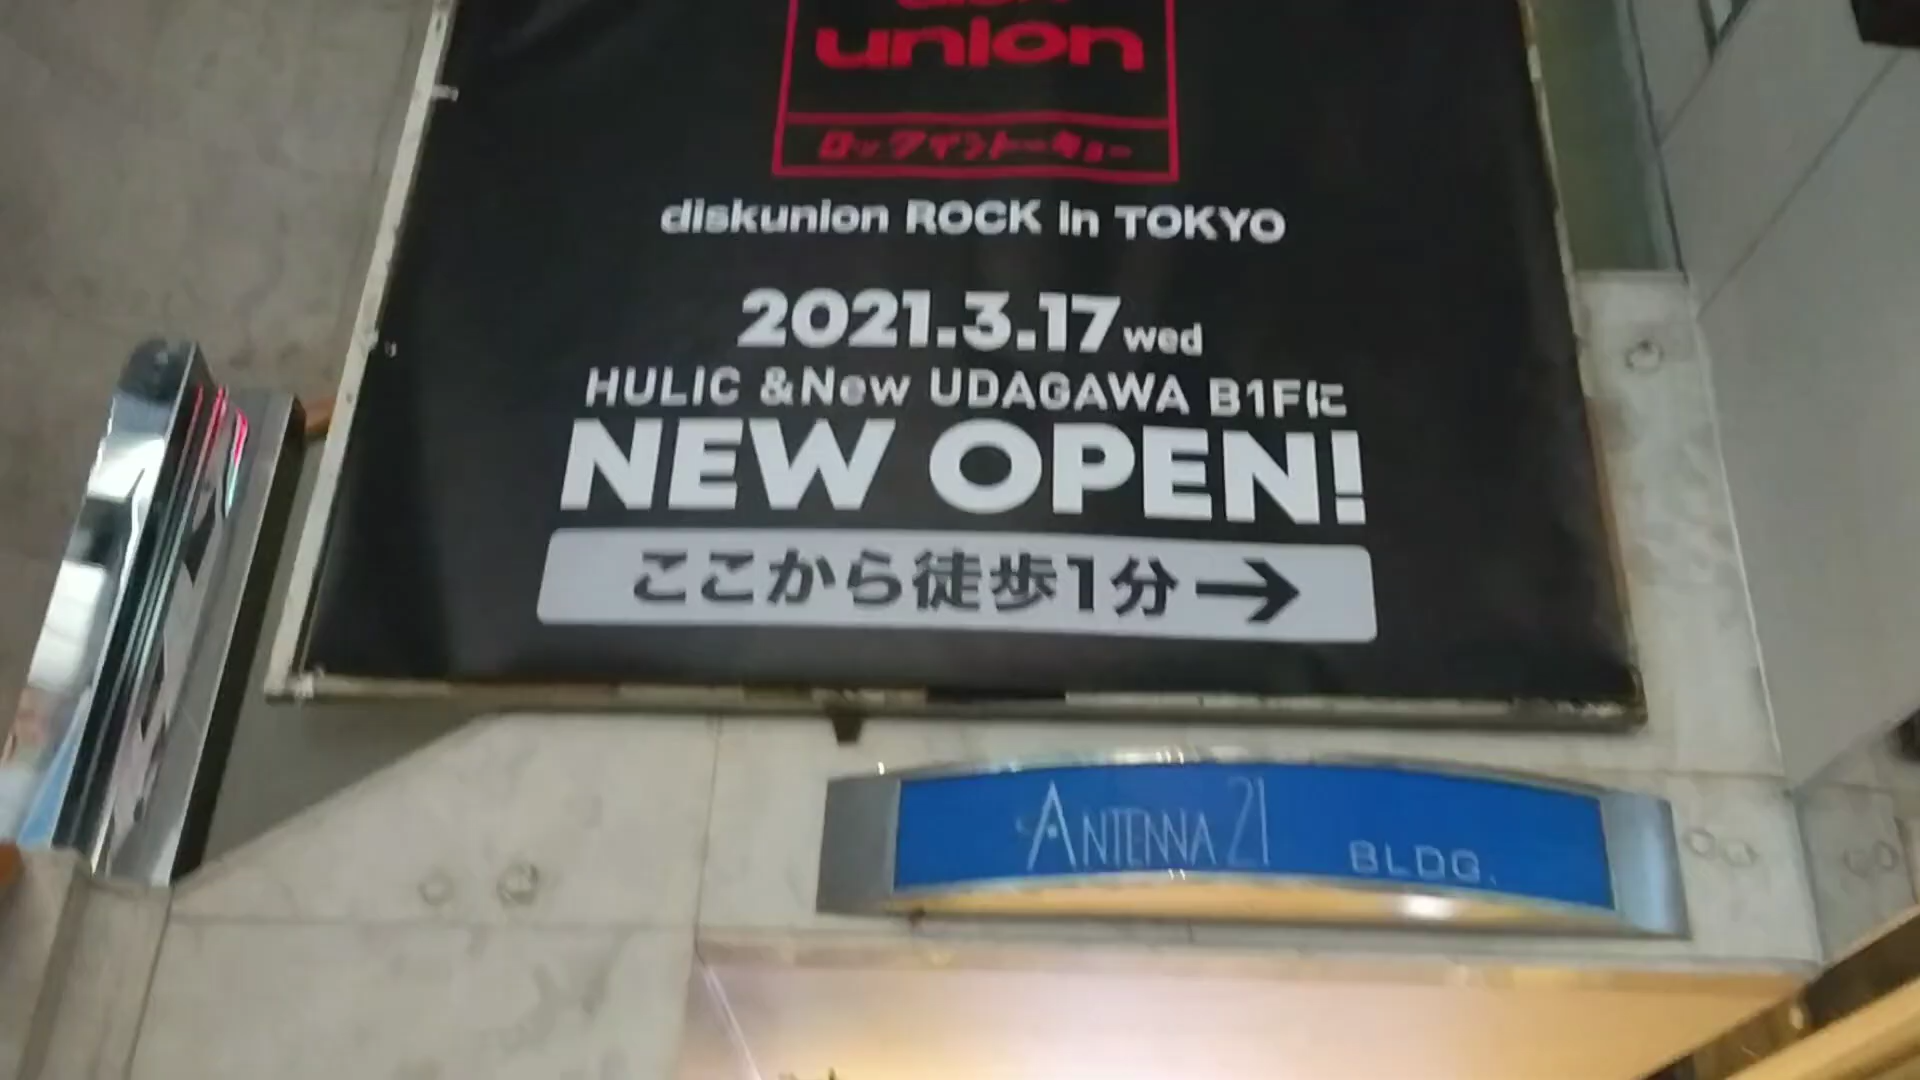 union
ロックイントーキョー
diskunion ROCK in TOKYO
2021.3.17 wed
HULIC &New UDAGAWA B1Fに
NEW OPEN!
ここから徒歩1分→
ANTENNA 21 BLDG.